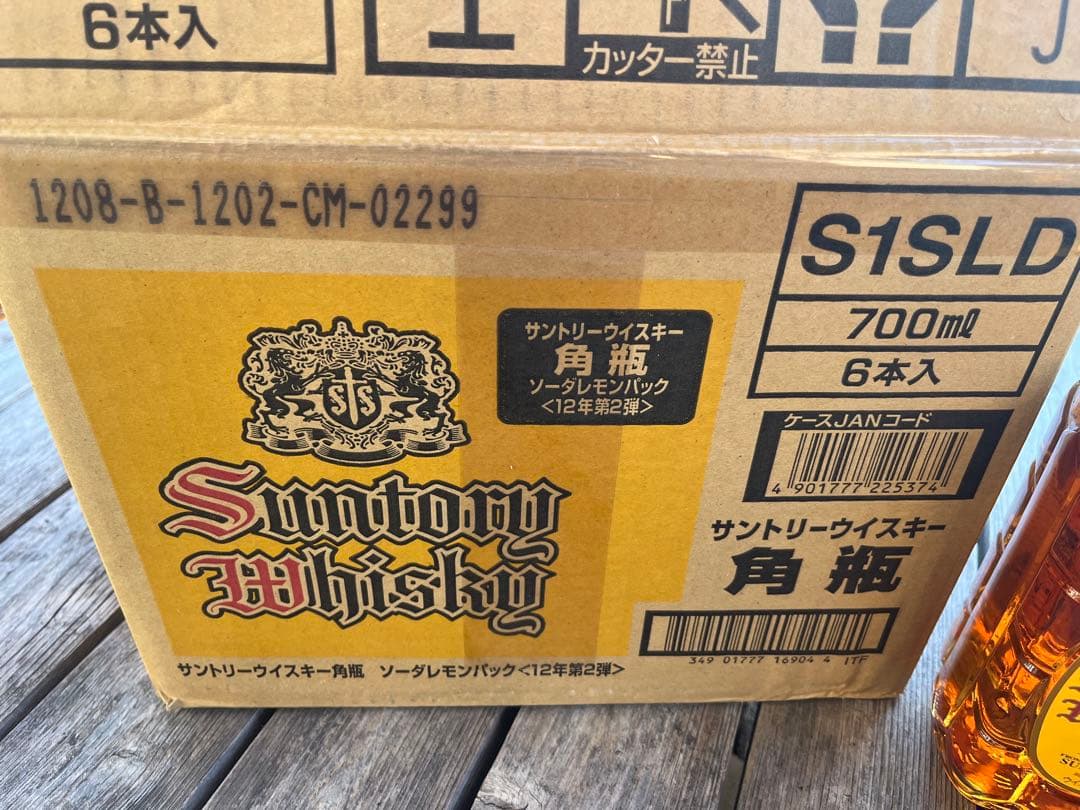 6本入
カッター禁止
1208-B-1202-CM-02299
S1SLD
700ml
6本入
サントリーウイスキー
角瓶
ソーダレモンパック
<12年第2弾>
ケースJANコード
4 901777 225374
Suntory
Whisky
サントリーウイスキー
角瓶
349 01777 16904 4 ITF
サントリーウイスキー角瓶 ソーダレモンパック<12年第2弾>